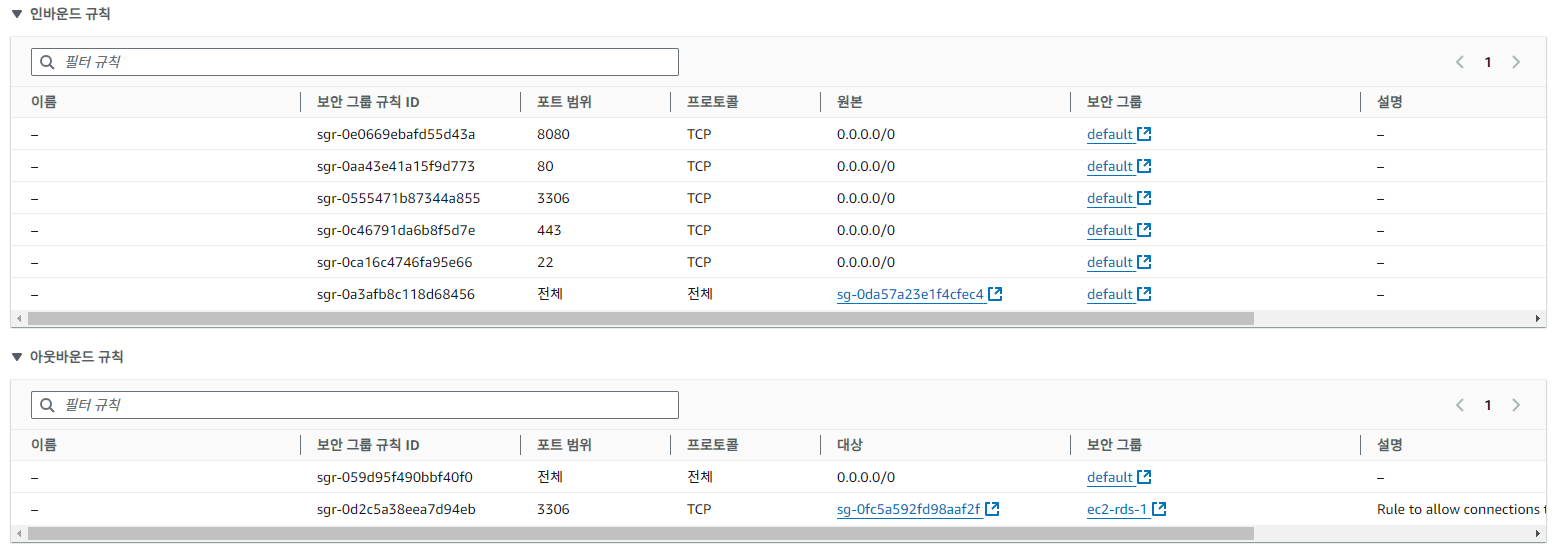 ▼ 인바운드 규칙
필터 규칙
1
이름 보안 그룹 규칙 ID 포트 범위 프로토콜 원본 보안 그룹 설명
– sgr-0e0669ebafd55d43a 8080 TCP 0.0.0.0/0 default –
– sgr-0aa43e41a15f9d773 80 TCP 0.0.0.0/0 default –
– sgr-0555471b87344a855 3306 TCP 0.0.0.0/0 default –
– sgr-0c46791da6b8f5d7e 443 TCP 0.0.0.0/0 default –
– sgr-0ca16c4746fa95e66 22 TCP 0.0.0.0/0 default –
– sgr-0a3afb8c118d68456 전체 전체 sg-0da57a23e1f4cfec4 default –
▼ 아웃바운드 규칙
필터 규칙
1
이름 보안 그룹 규칙 ID 포트 범위 프로토콜 대상 보안 그룹 설명
– sgr-059d95f490bbf40f0 전체 전체 0.0.0.0/0 default –
– sgr-0d2c5a38eea7d94eb 3306 TCP sg-0fc5a592fd98aaf2f ec2-rds-1 Rule to allow connections